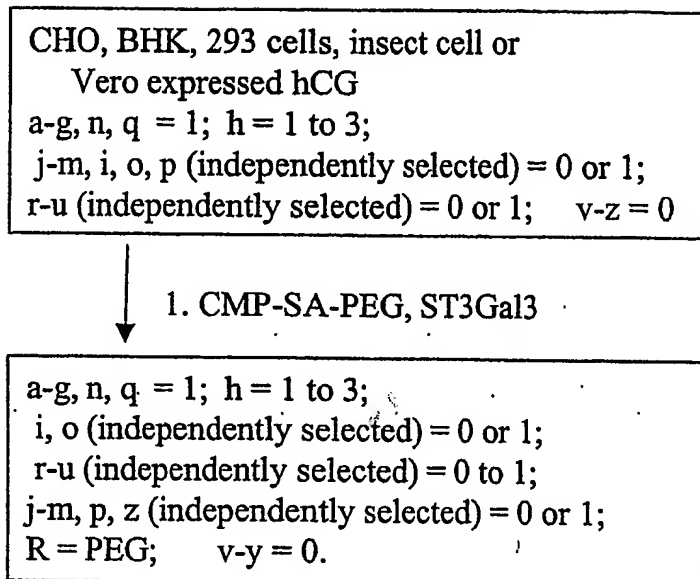 CHO, BHK, 293 cells, insect cell or
Vero expressed hCG
a-g, n, q = 1; h = 1 to 3;
j-m, i, o, p (independently selected) = 0 or 1;
r-u (independently selected) = 0 or 1; v-z = 0
1. CMP-SA-PEG, ST3Gal3
a-g, n, q = 1; h = 1 to 3;
i, o (independently selected) = 0 or 1;
r-u (independently selected) = 0 to 1;
j-m, p, z (independently selected) = 0 or 1;
R = PEG; v-y = 0.